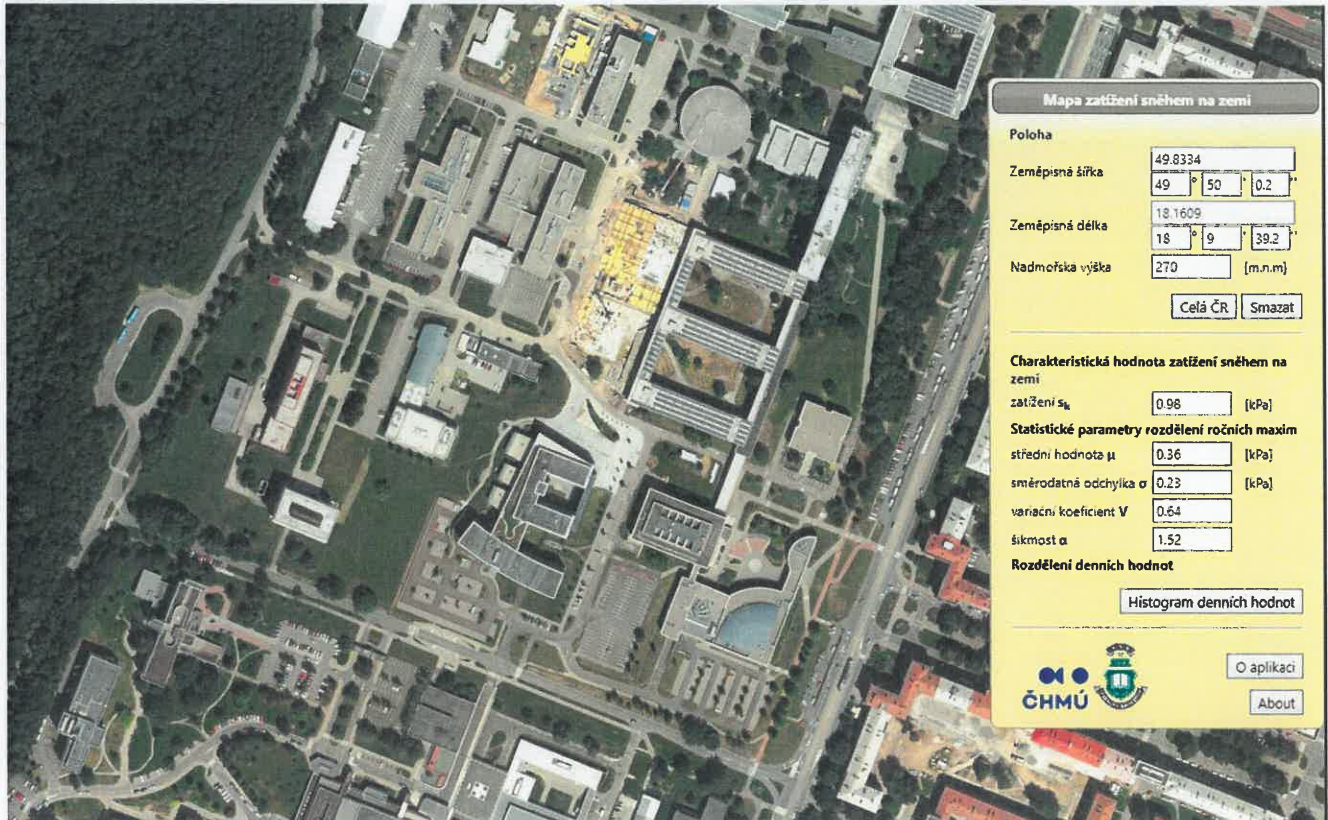 Mapa zatížení sněhem na zemi
Poloha
Zeměpisná šířka
49.8334
49 ° 50 ' 0.2 ''
Zeměpisná délka
18.1609
18 ° 9 ' 39.2 ''
Nadmořská výška 270 [m.n.m]
Celá ČR Smazat
Charakteristická hodnota zatížení sněhem na
zemi
zatížení sk 0.98 [kPa]
Statistické parametry rozdělení ročních maxim
střední hodnota μ 0.36 [kPa]
směrodatná odchylka σ 0.23 [kPa]
variační koeficient V 0.64
šikmost α 1.52
Rozdělení denních hodnot
Histogram denních hodnot
ČHMÚ
O aplikaci
About